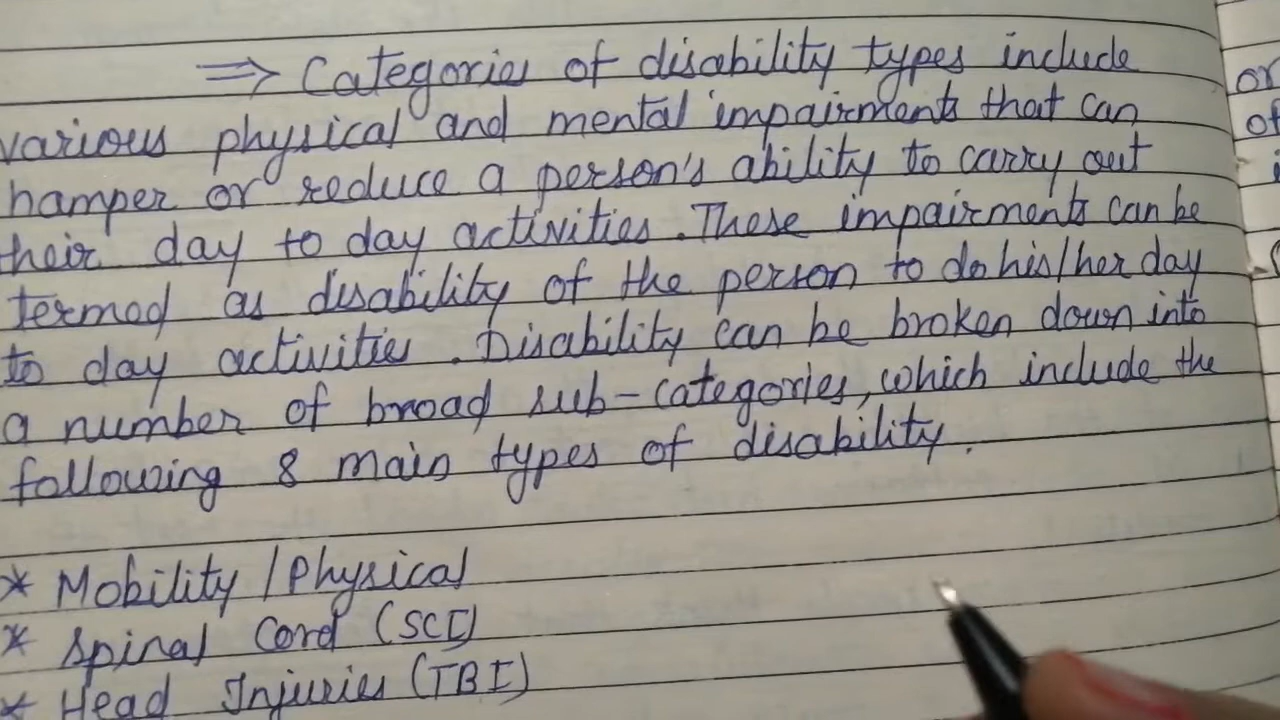 ⇒ Categories of disability types include
various physical and mental impairments that can
hamper or reduce a person's ability to carry out
their day to day activities. These impairments can be
termed as disability of the person to do his/her day
to day activities. Disability can be broken down into
a number of broad sub-categories, which include the
following 8 main types of disability.
* Mobility / Physical
* Spinal Cord (SCI)
* Head Injuries (TBI)
or
of